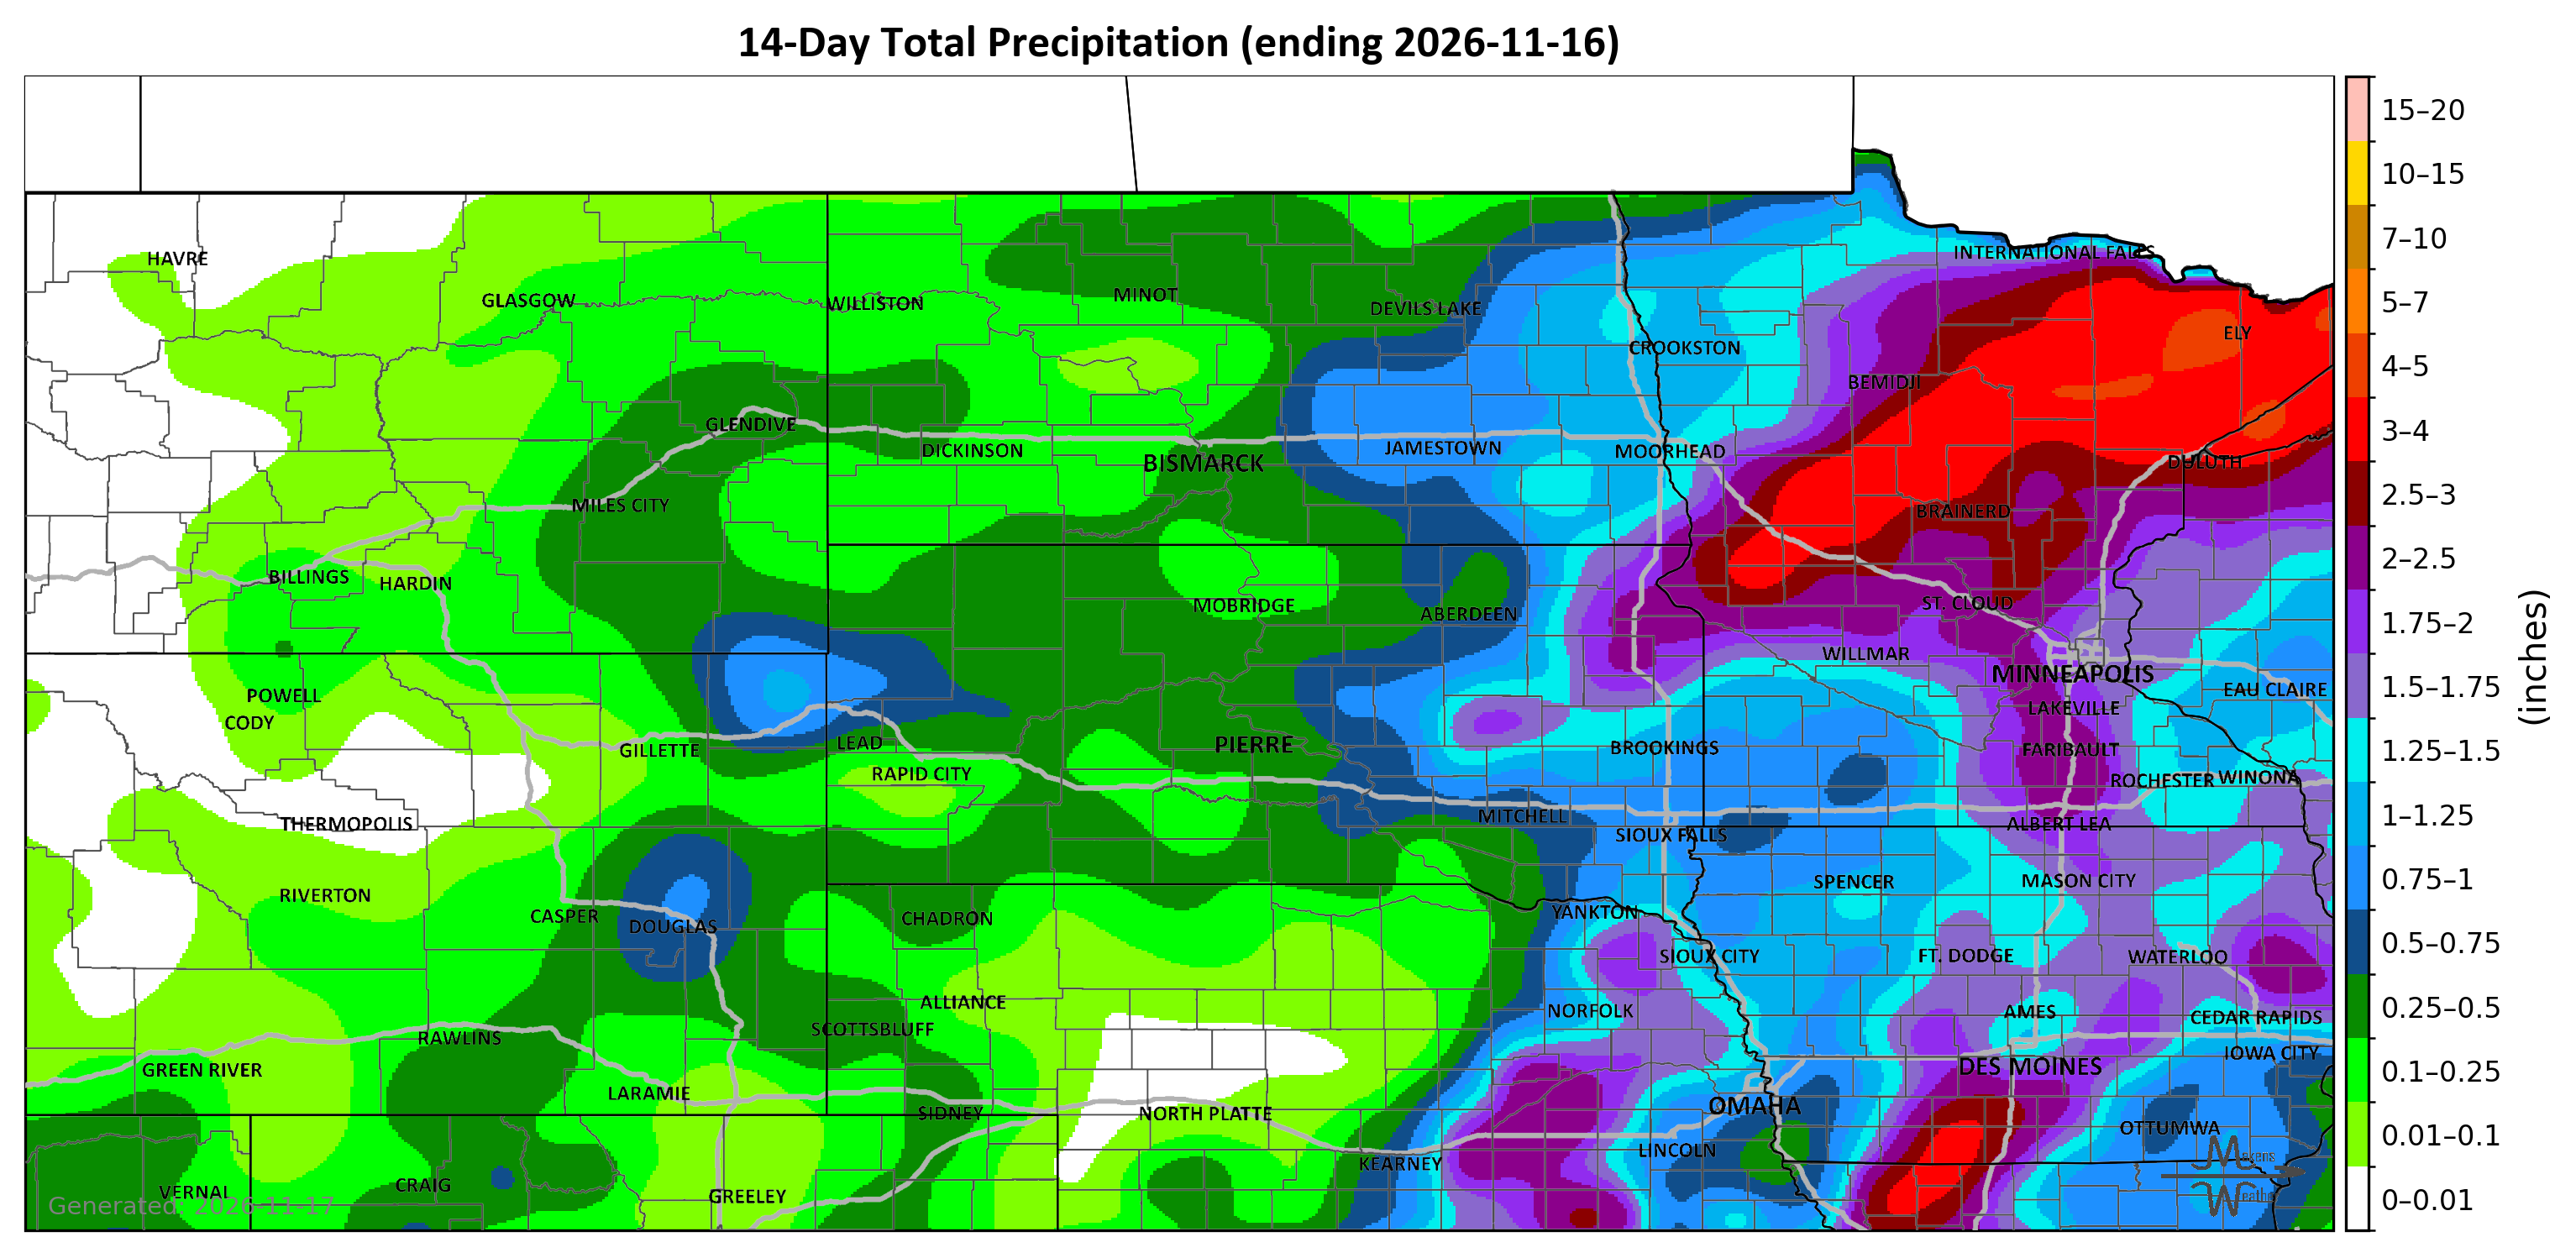 14-Day Total Precipitation (ending 2026-11-16)
HAVRE
GLASGOW
WILLISTON
MINOT
DEVILS LAKE
INTERNATIONAL FALLS
ELY
CROOKSTON
BEMIDJI
GLENDIVE
DICKINSON
BISMARCK
JAMESTOWN
MOORHEAD
DULUTH
MILES CITY
BRAINERD
BILLINGS
HARDIN
MOBRIDGE
ABERDEEN
ST. CLOUD
WILLMAR
MINNEAPOLIS
EAU CLAIRE
POWELL
CODY
LAKEVILLE
GILLETTE
LEAD
PIERRE
BROOKINGS
FARIBAULT
RAPID CITY
ROCHESTER
WINONA
THERMOPOLIS
MITCHELL
SIOUX FALLS
ALBERT LEA
RIVERTON
SPENCER
MASON CITY
CASPER
DOUGLAS
CHADRON
YANKTON
SIOUX CITY
FT. DODGE
WATERLOO
ALLIANCE
NORFOLK
AMES
CEDAR RAPIDS
SCOTTSBLUFF
RAWLINS
IOWA CITY
GREEN RIVER
DES MOINES
LARAMIE
SIDNEY
NORTH PLATTE
OMAHA
OTTUMWA
LINCOLN
KEARNEY
VERNAL
CRAIG
GREELEY
Generated: 2026-11-17
Makens
Weather
15–20
10–15
7–10
5–7
4–5
3–4
2.5–3
2–2.5
1.75–2
1.5–1.75
1.25–1.5
1–1.25
0.75–1
0.5–0.75
0.25–0.5
0.1–0.25
0.01–0.1
0–0.01
(inches)